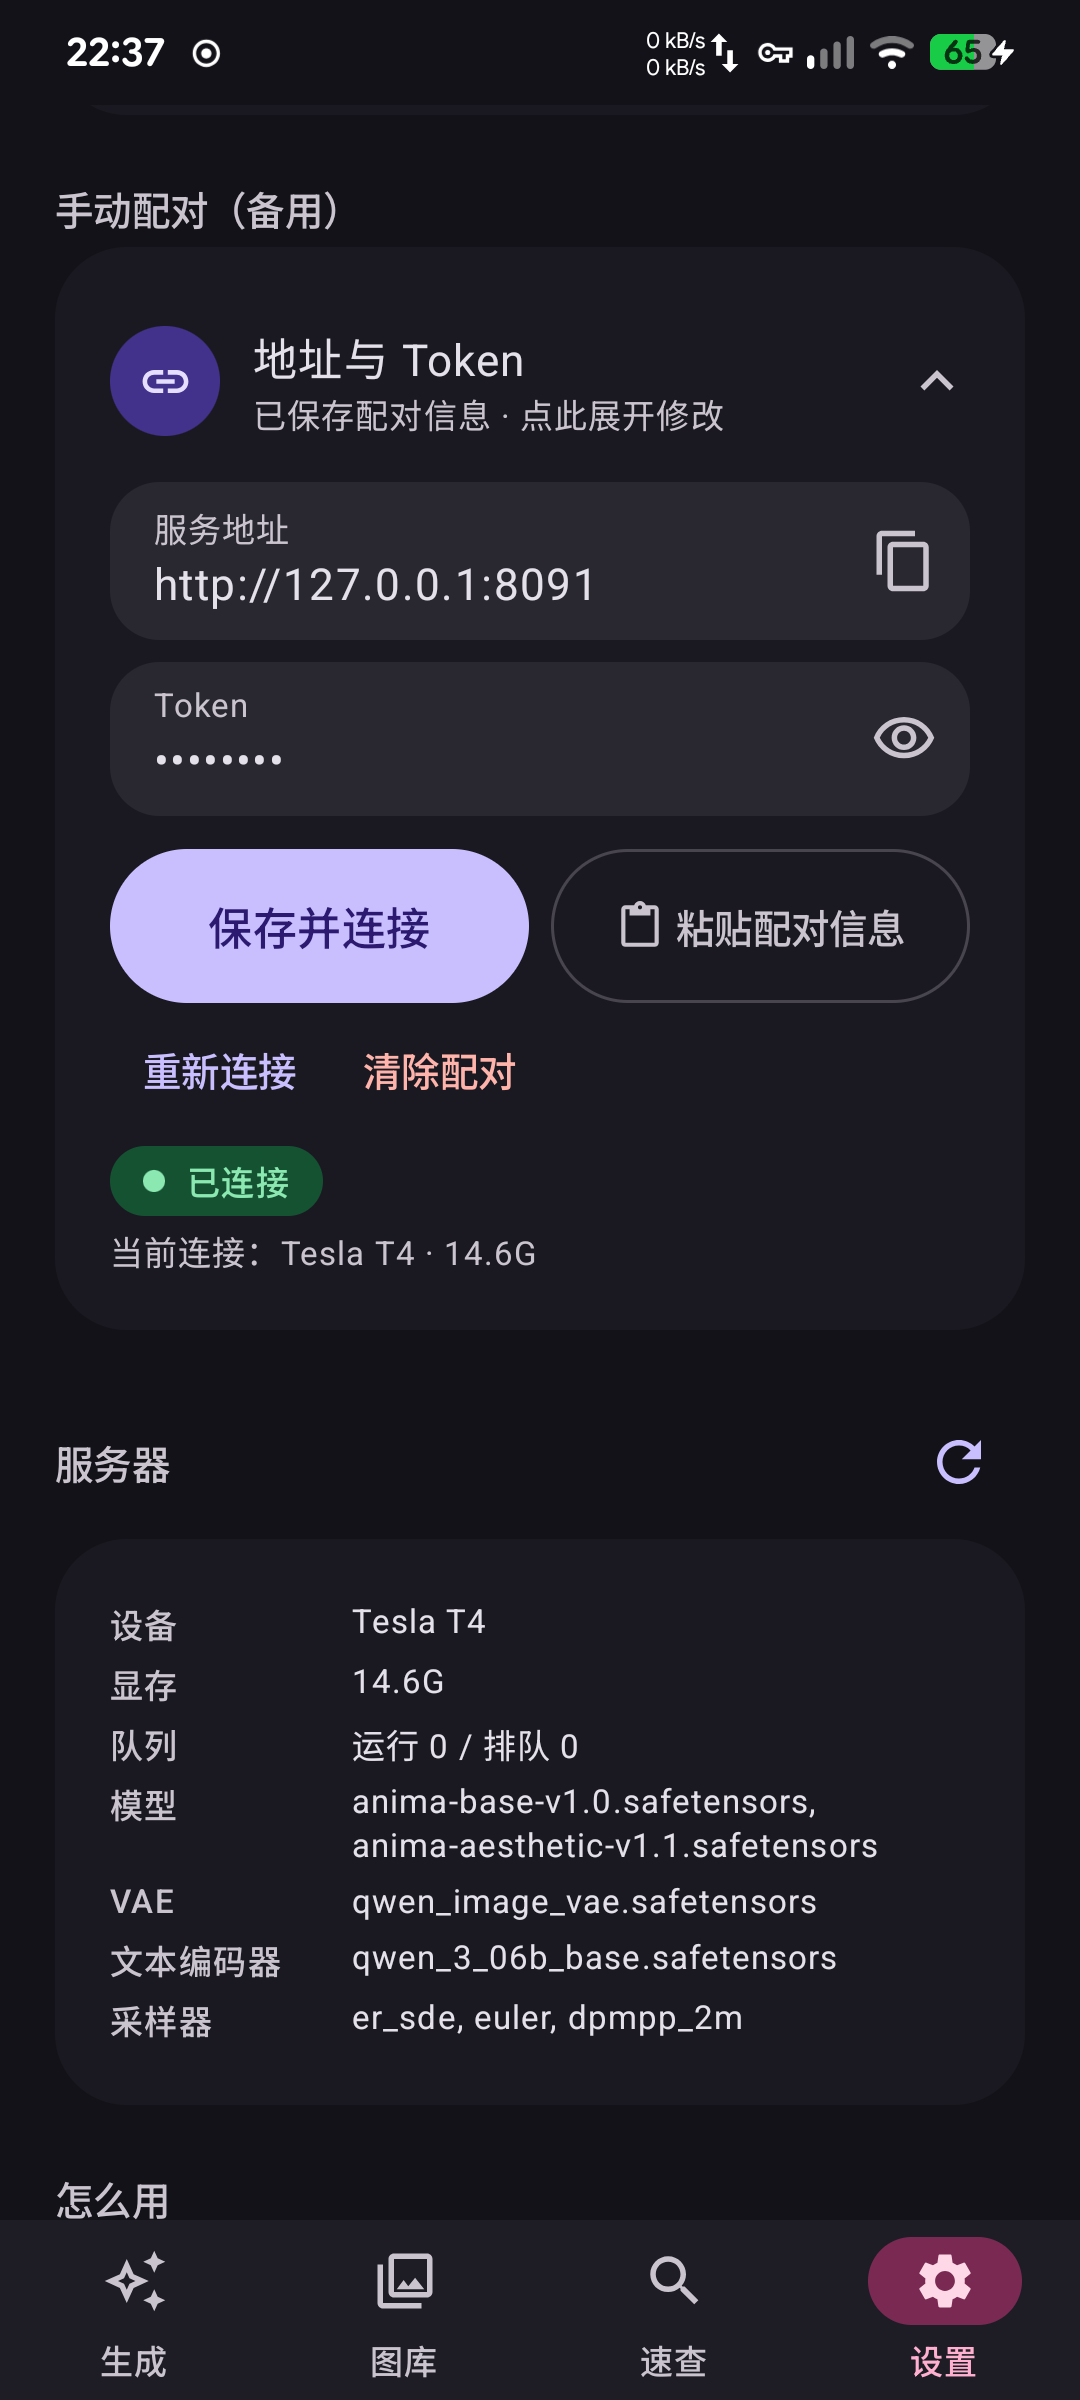 22:37
0 kB/s
0 kB/s
65
手动配对（备用）
地址与 Token
已保存配对信息 · 点此展开修改
服务地址
http://127.0.0.1:8091
Token
••••••••
保存并连接
粘贴配对信息
重新连接
清除配对
已连接
当前连接：Tesla T4 · 14.6G
服务器
设备 Tesla T4
显存 14.6G
队列 运行 0 / 排队 0
模型 anima-base-v1.0.safetensors,
anima-aesthetic-v1.1.safetensors
VAE qwen_image_vae.safetensors
文本编码器 qwen_3_06b_base.safetensors
采样器 er_sde, euler, dpmpp_2m
怎么用
生成
图库
速查
设置